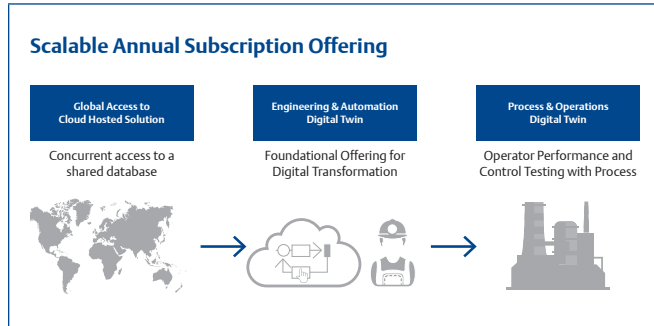 Scalable Annual Subscription Offering
Global Access to
Cloud Hosted Solution
Concurrent access to a
shared database
Engineering & Automation
Digital Twin
Foundational Offering for
Digital Transformation
Process & Operations
Digital Twin
Operator Performance and
Control Testing with Process